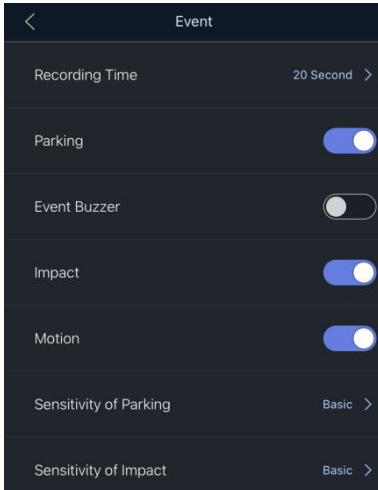 Event
Recording Time 20 Second
Parking
Event Buzzer
Impact
Motion
Sensitivity of Parking Basic
Sensitivity of Impact Basic